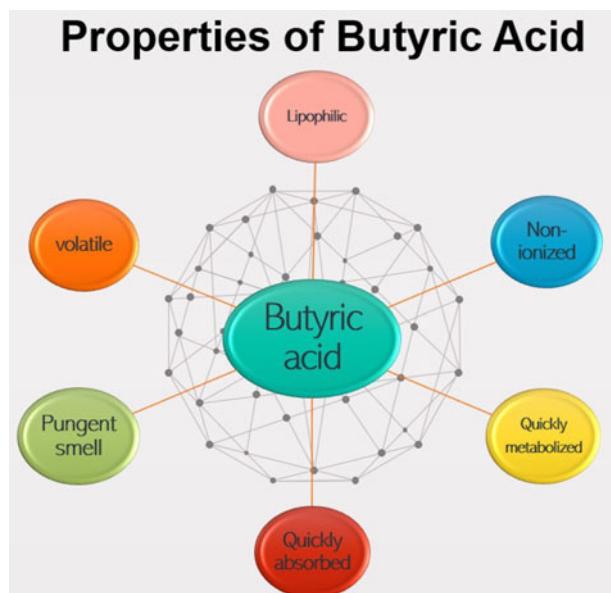 Properties of Butyric Acid
Lipophilic
volatile
Non-
ionized
Butyric
acid
Pungent
smell
Quickly
metabolized
Quickly
absorbed